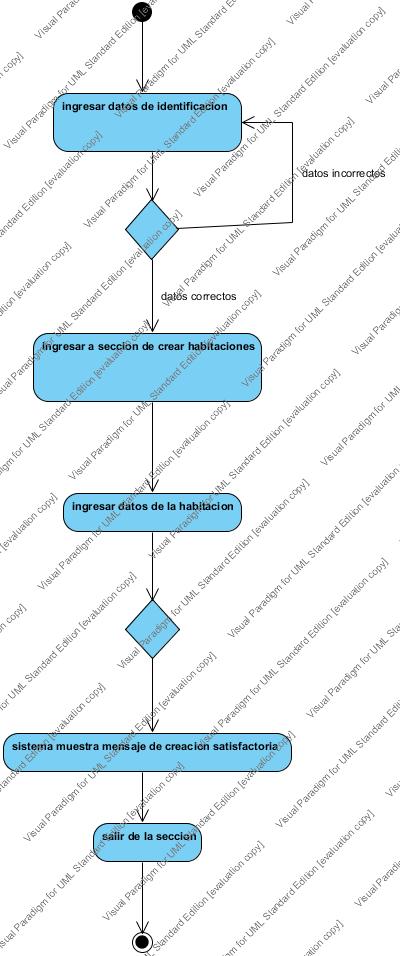 ingresar datos de identificacion
datos incorrectos
datos correctos
ingresar a seccion de crear habitaciones
ingresar datos de la habitacion
sistema muestra mensaje de creacion satisfactoria
salir de la seccion
Visual Paradigm for UML Standard Edition [evaluation copy]